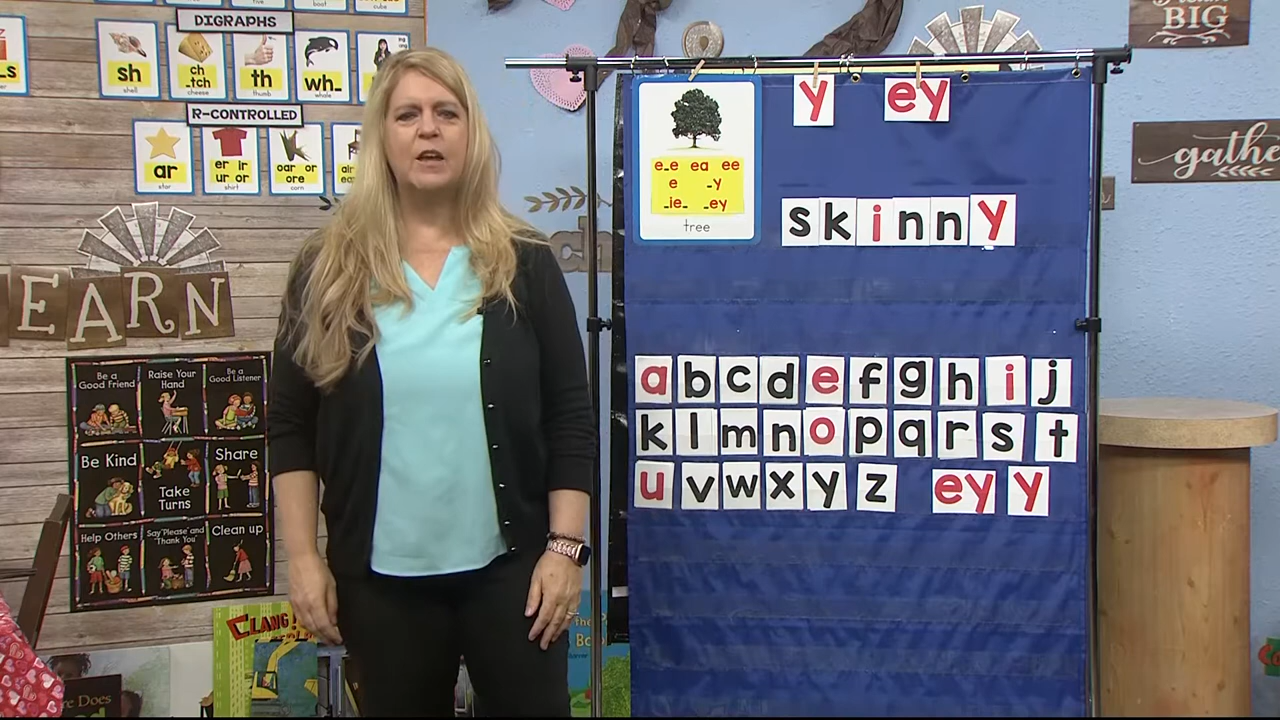 DIGRAPHS
sh
shell
ch
_tch
cheese
th
thumb
wh_
whale
R-CONTROLLED
ar
star
er ir
ur or
shirt
oar or
ore
corn
EARN
Be a
Good Friend
Raise Your
Hand
Be a
Good Listener
Be Kind
Take
Turns
Share
Help Others
Say "Please" and
"Thank You"
Clean up
CLANG!
y ey
e_e ea ee
e _y
_ie_ _ey
tree
skinny
a b c d e f g h i j
k l m n o p q r s t
u v w x y z ey y
BIG
gathe